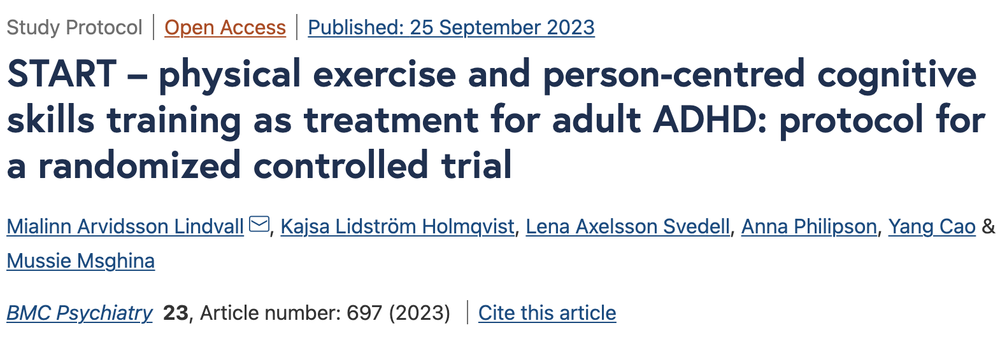 Study Protocol | Open Access | Published: 25 September 2023
START – physical exercise and person-centred cognitive
skills training as treatment for adult ADHD: protocol for
a randomized controlled trial
Mialinn Arvidsson Lindvall, Kajsa Lidström Holmqvist, Lena Axelsson Svedell, Anna Philipson, Yang Cao &
Mussie Msghina
BMC Psychiatry 23, Article number: 697 (2023) | Cite this article